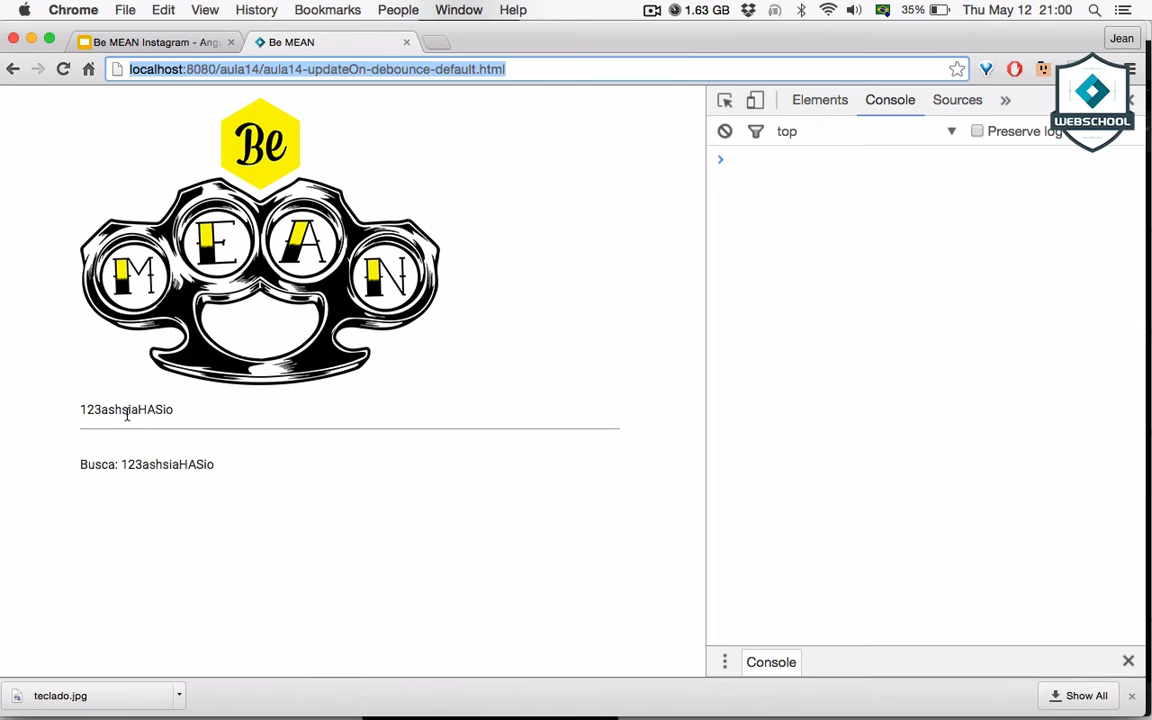 Chrome File Edit View History Bookmarks People Window Help 1.63 GB 35% Thu May 12 21:00
Be MEAN Instagram - Ang
Be MEAN
Jean
localhost:8080/aula14/aula14-updateOn-debounce-default.html
WEBSCHOOL
Elements Console Sources
top Preserve log
Be
M E A N
123ashsiaHASio
Busca: 123ashsiaHASio
Console
teclado.jpg
Show All